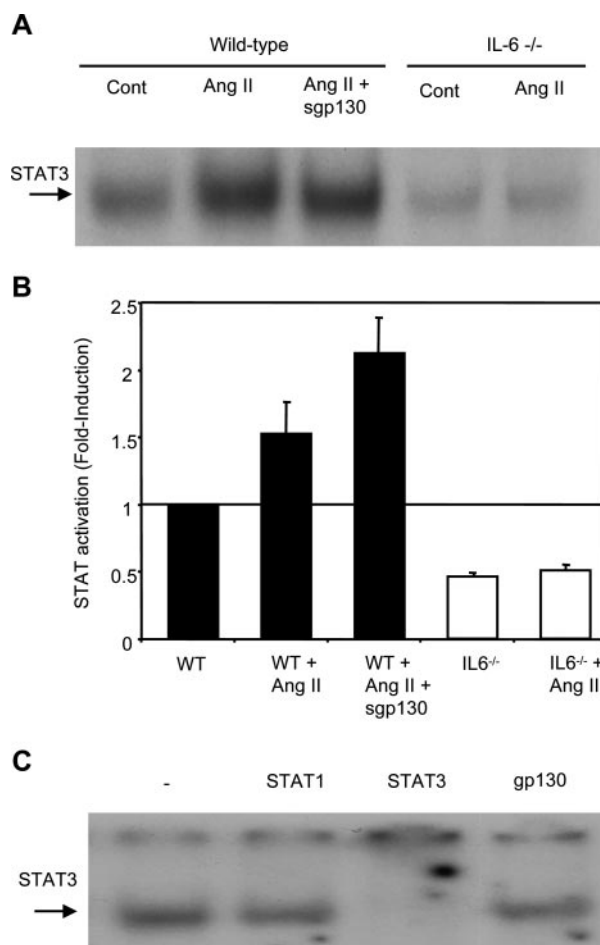 A
Wild-type IL-6 -/-
Cont Ang II Ang II + sgp130 Cont Ang II
STAT3
B
STAT activation (Fold-Induction)
2.5
2
1.5
1
0.5
0
WT
WT + Ang II
WT + Ang II + sgp130
IL6-/-
IL6-/- + Ang II
C
- STAT1 STAT3 gp130
STAT3